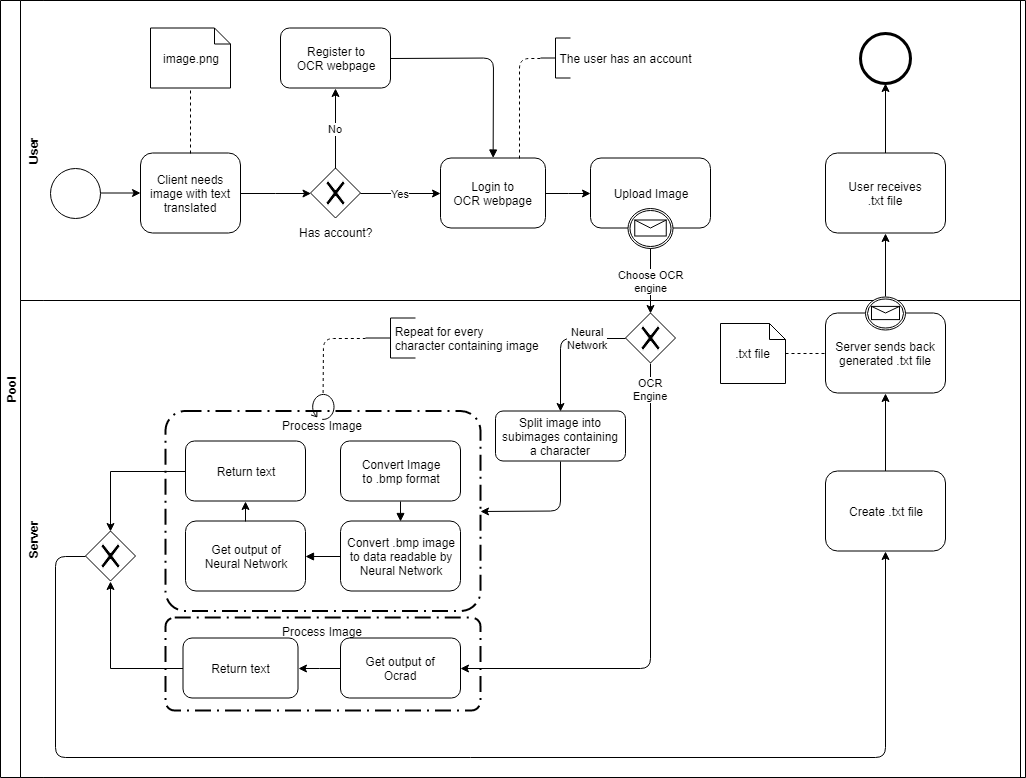 Pool
User
image.png
Register to
OCR webpage
The user has an account
No
Client needs
image with text
translated
Yes
Has account?
Login to
OCR webpage
Upload Image
User receives
.txt file
Choose OCR
engine
Server
Repeat for every
character containing image
Neural
Network
OCR
Engine
.txt file
Server sends back
generated .txt file
Split image into
subimages containing
a character
Process Image
Return text
Convert Image
to .bmp format
Get output of
Neural Network
Convert .bmp image
to data readable by
Neural Network
Create .txt file
Process Image
Return text
Get output of
Ocrad